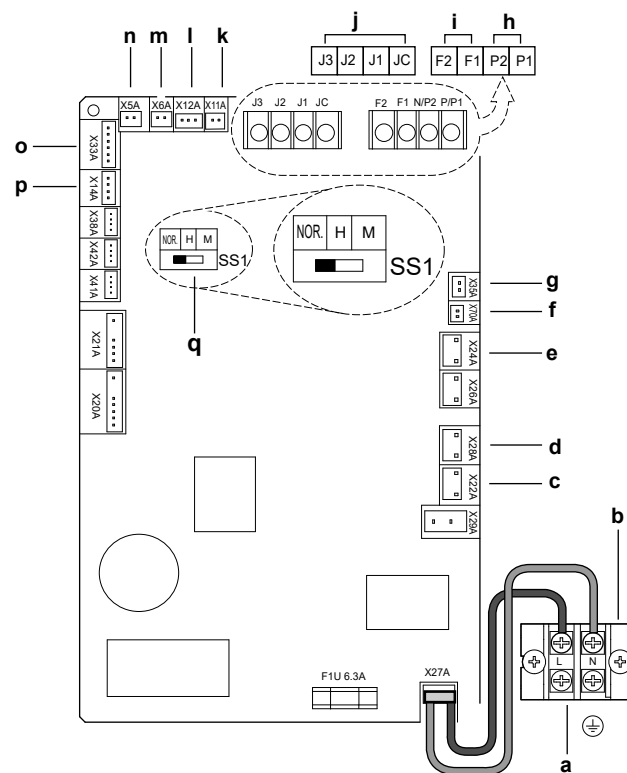 j
i
h
n
m
l
k
J3 J2 J1 JC
F2 F1 P2 P1
X5A
X6A
X12A
X11A
J3 J2 J1 JC
F2 F1 N/P2 P/P1
o
X33A
p
X14A
X38A
X42A
X41A
NOR. H M
SS1
NOR. H M
SS1
q
X21A
X20A
X35A
g
X70A
f
X24A
e
X26A
X28A
d
X22A
c
X29A
b
L N
F1U 6.3A
X27A
a